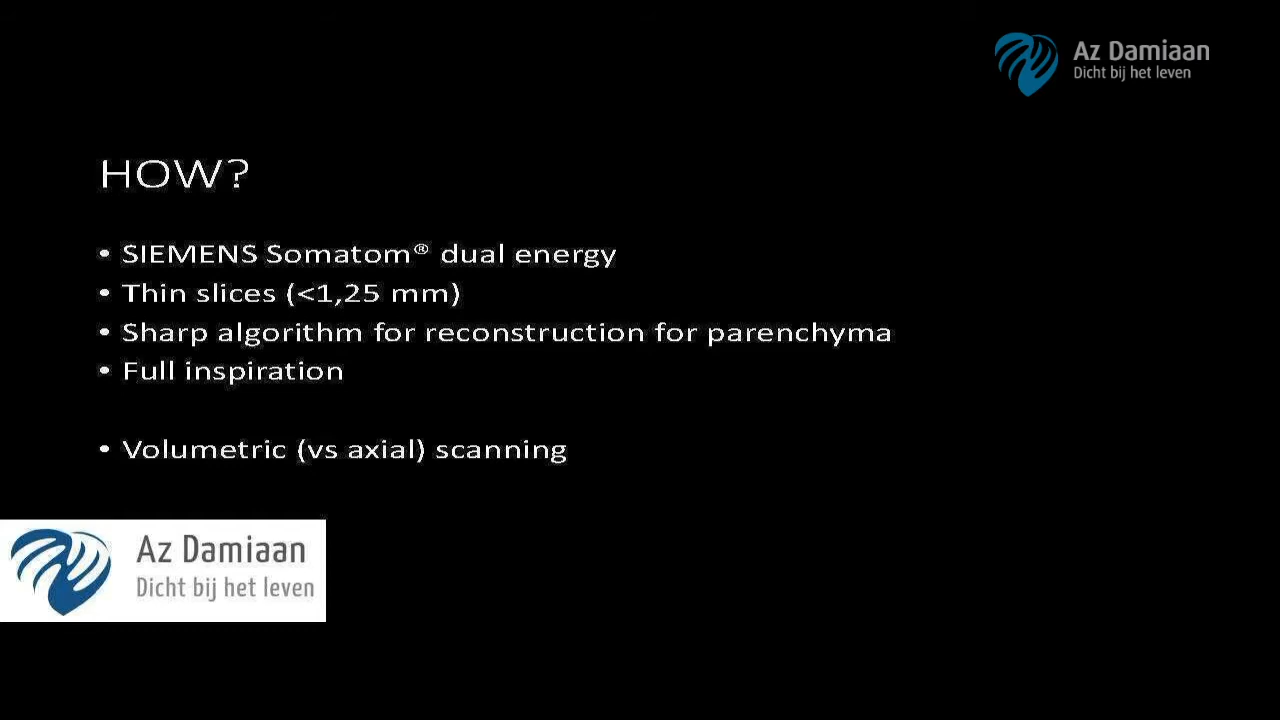 Az Damiaan
Dicht bij het leven
HOW?
• SIEMENS Somatom® dual energy
• Thin slices (<1,25 mm)
• Sharp algorithm for reconstruction for parenchyma
• Full inspiration
• Volumetric (vs axial) scanning
Az Damiaan
Dicht bij het leven